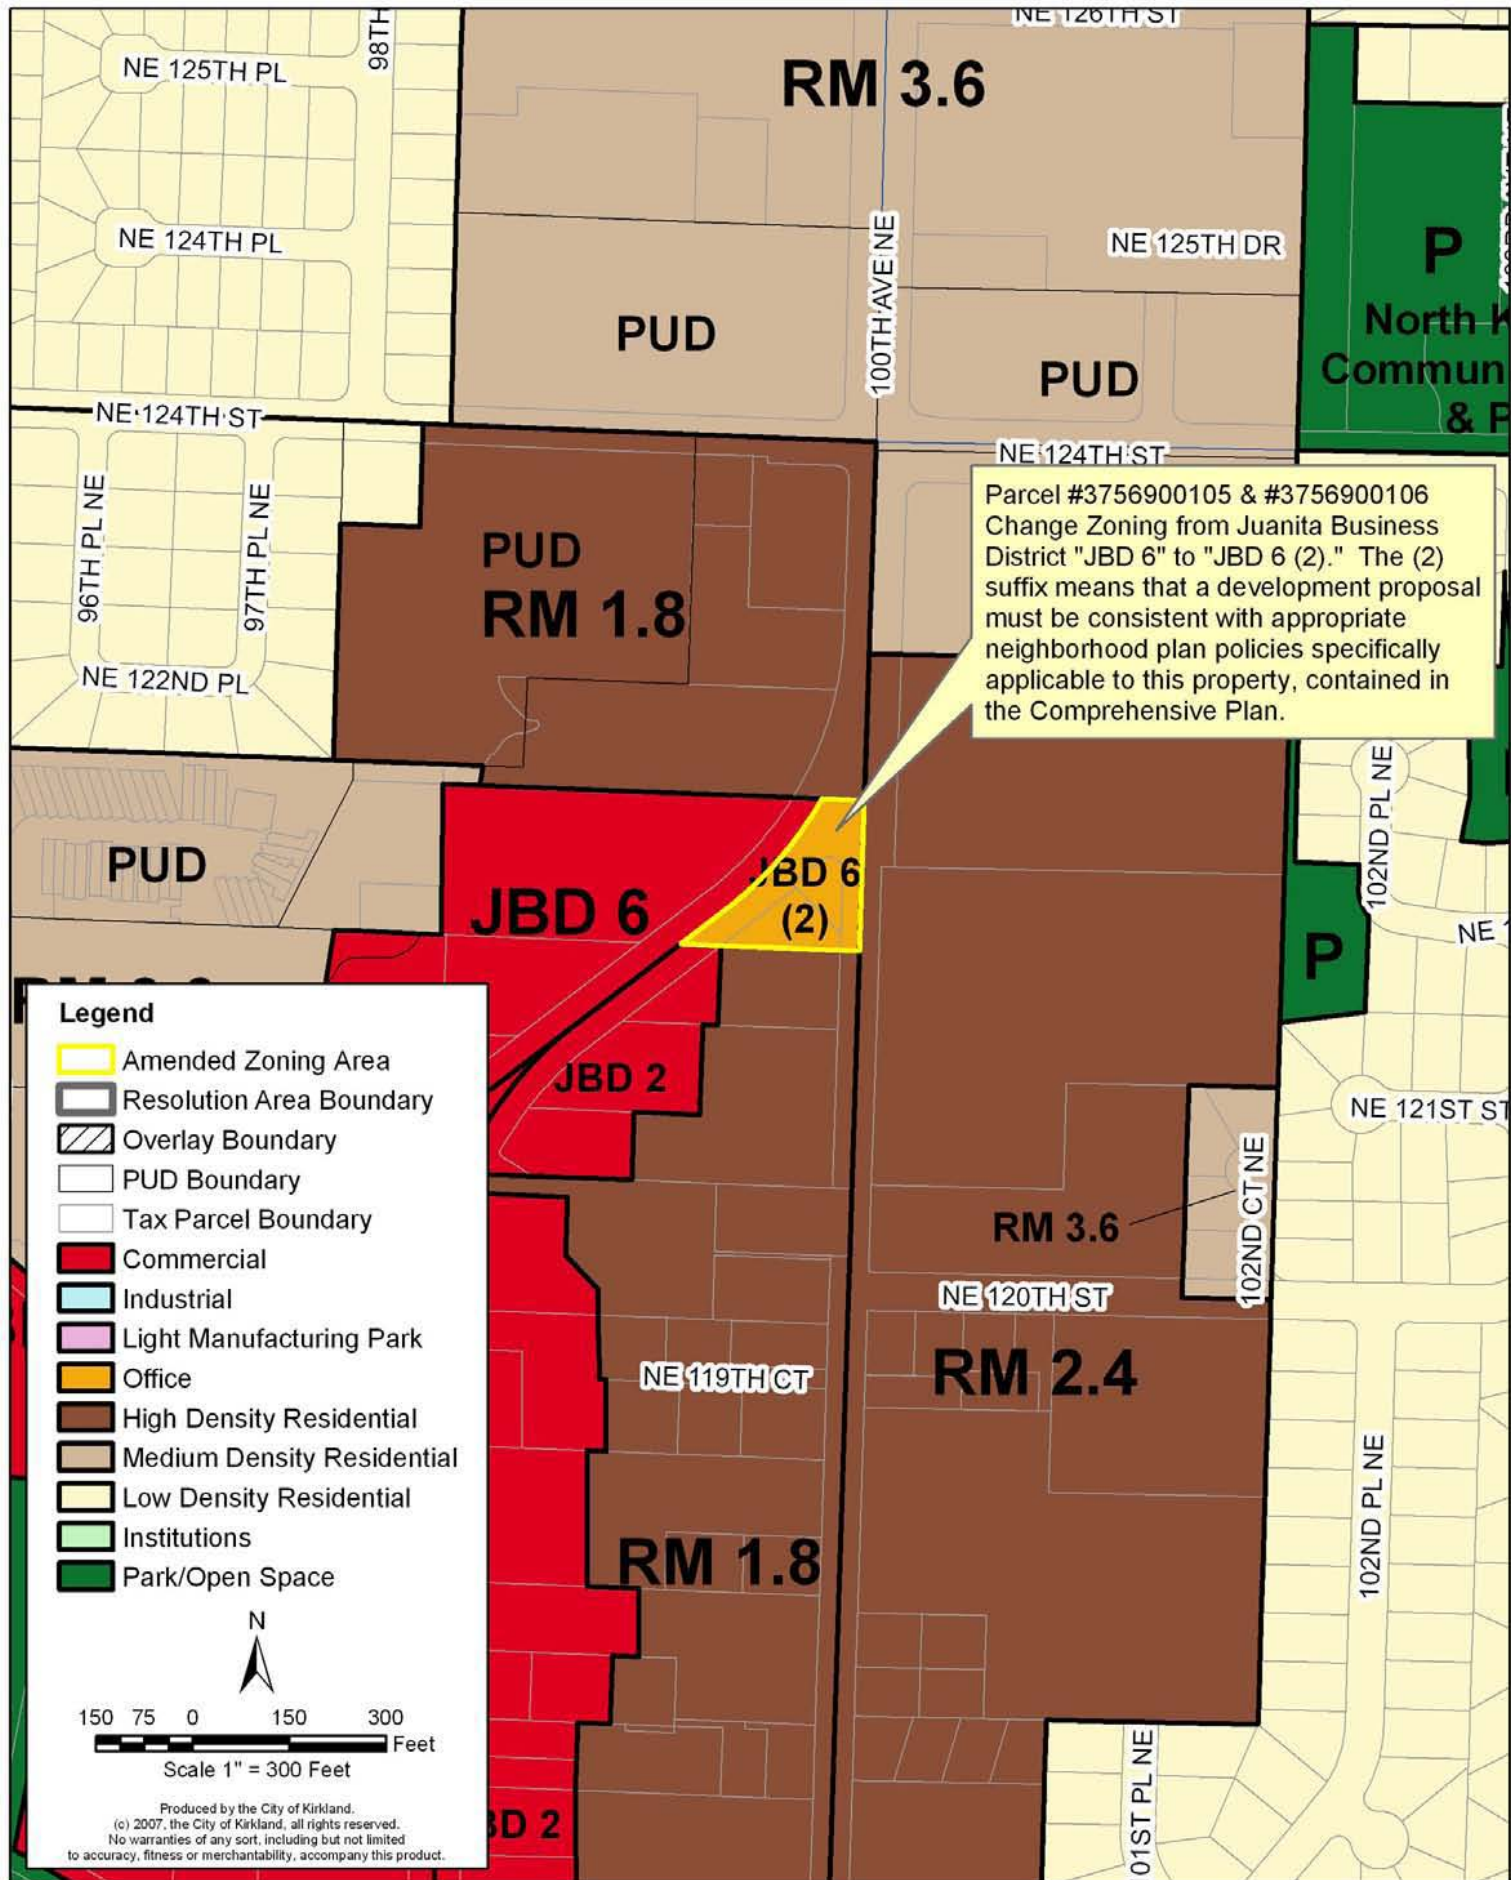 NE 126TH ST
98TH
NE 125TH PL
RM 3.6
NE 124TH PL
100TH AVE NE
NE 125TH DR
P
North
Commun
& P
PUD
PUD
NE 124TH ST
NE 124TH ST
96TH PL NE
97TH PL NE
PUD
RM 1.8
Parcel #3756900105 & #3756900106
Change Zoning from Juanita Business
District "JBD 6" to "JBD 6 (2)." The (2)
suffix means that a development proposal
must be consistent with appropriate
neighborhood plan policies specifically
applicable to this property, contained in
the Comprehensive Plan.
NE 122ND PL
102ND PL NE
PUD
JBD 6
JBD 6
(2)
NE
P
JBD 2
NE 121ST ST
102ND CT NE
RM 3.6
NE 120TH ST
NE 119TH CT
RM 2.4
102ND PL NE
RM 1.8
01ST PL NE
BD 2
Legend
Amended Zoning Area
Resolution Area Boundary
Overlay Boundary
PUD Boundary
Tax Parcel Boundary
Commercial
Industrial
Light Manufacturing Park
Office
High Density Residential
Medium Density Residential
Low Density Residential
Institutions
Park/Open Space
N
150 75 0 150 300
Feet
Scale 1" = 300 Feet
Produced by the City of Kirkland.
(c) 2007, the City of Kirkland, all rights reserved.
No warranties of any sort, including but not limited
to accuracy, fitness or merchantability, accompany this product.